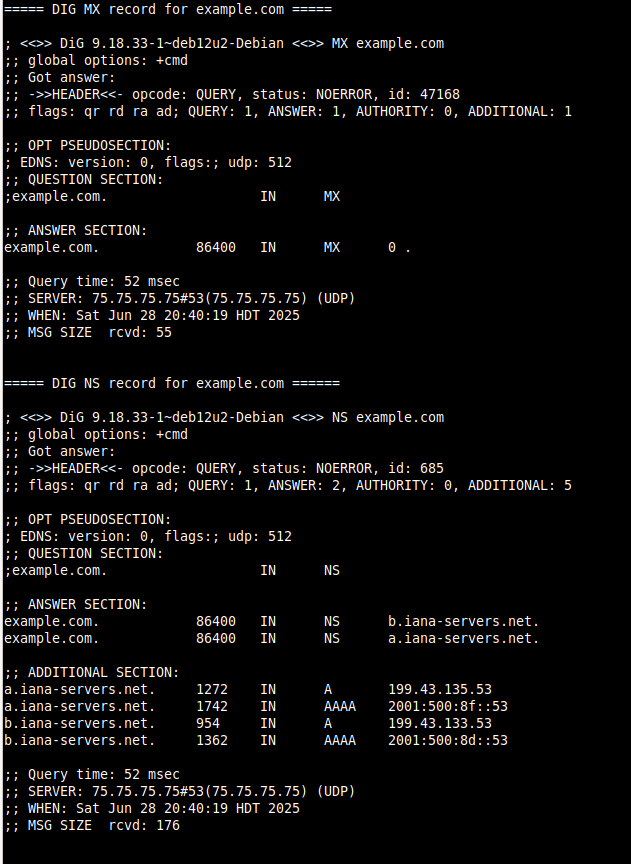 ===== DIG MX record for example.com =====
; <<>> DiG 9.18.33-1~deb12u2-Debian <<>> MX example.com
;; global options: +cmd
;; Got answer:
;; ->>HEADER<<- opcode: QUERY, status: NOERROR, id: 47168
;; flags: qr rd ra ad; QUERY: 1, ANSWER: 1, AUTHORITY: 0, ADDITIONAL: 1
;; OPT PSEUDOSECTION:
; EDNS: version: 0, flags:; udp: 512
;; QUESTION SECTION:
;example.com.                   IN      MX
;; ANSWER SECTION:
example.com.            86400   IN      MX      0 .
;; Query time: 52 msec
;; SERVER: 75.75.75.75#53(75.75.75.75) (UDP)
;; WHEN: Sat Jun 28 20:40:19 HDT 2025
;; MSG SIZE  rcvd: 55
===== DIG NS record for example.com ======
; <<>> DiG 9.18.33-1~deb12u2-Debian <<>> NS example.com
;; global options: +cmd
;; Got answer:
;; ->>HEADER<<- opcode: QUERY, status: NOERROR, id: 685
;; flags: qr rd ra ad; QUERY: 1, ANSWER: 2, AUTHORITY: 0, ADDITIONAL: 5
;; OPT PSEUDOSECTION:
; EDNS: version: 0, flags:; udp: 512
;; QUESTION SECTION:
;example.com.                   IN      NS
;; ANSWER SECTION:
example.com.            86400   IN      NS      b.iana-servers.net.
example.com.            86400   IN      NS      a.iana-servers.net.
;; ADDITIONAL SECTION:
a.iana-servers.net.     1272    IN      A       199.43.135.53
a.iana-servers.net.     1742    IN      AAAA    2001:500:8f::53
b.iana-servers.net.     954     IN      A       199.43.133.53
b.iana-servers.net.     1362    IN      AAAA    2001:500:8d::53
;; Query time: 52 msec
;; SERVER: 75.75.75.75#53(75.75.75.75) (UDP)
;; WHEN: Sat Jun 28 20:40:19 HDT 2025
;; MSG SIZE  rcvd: 176